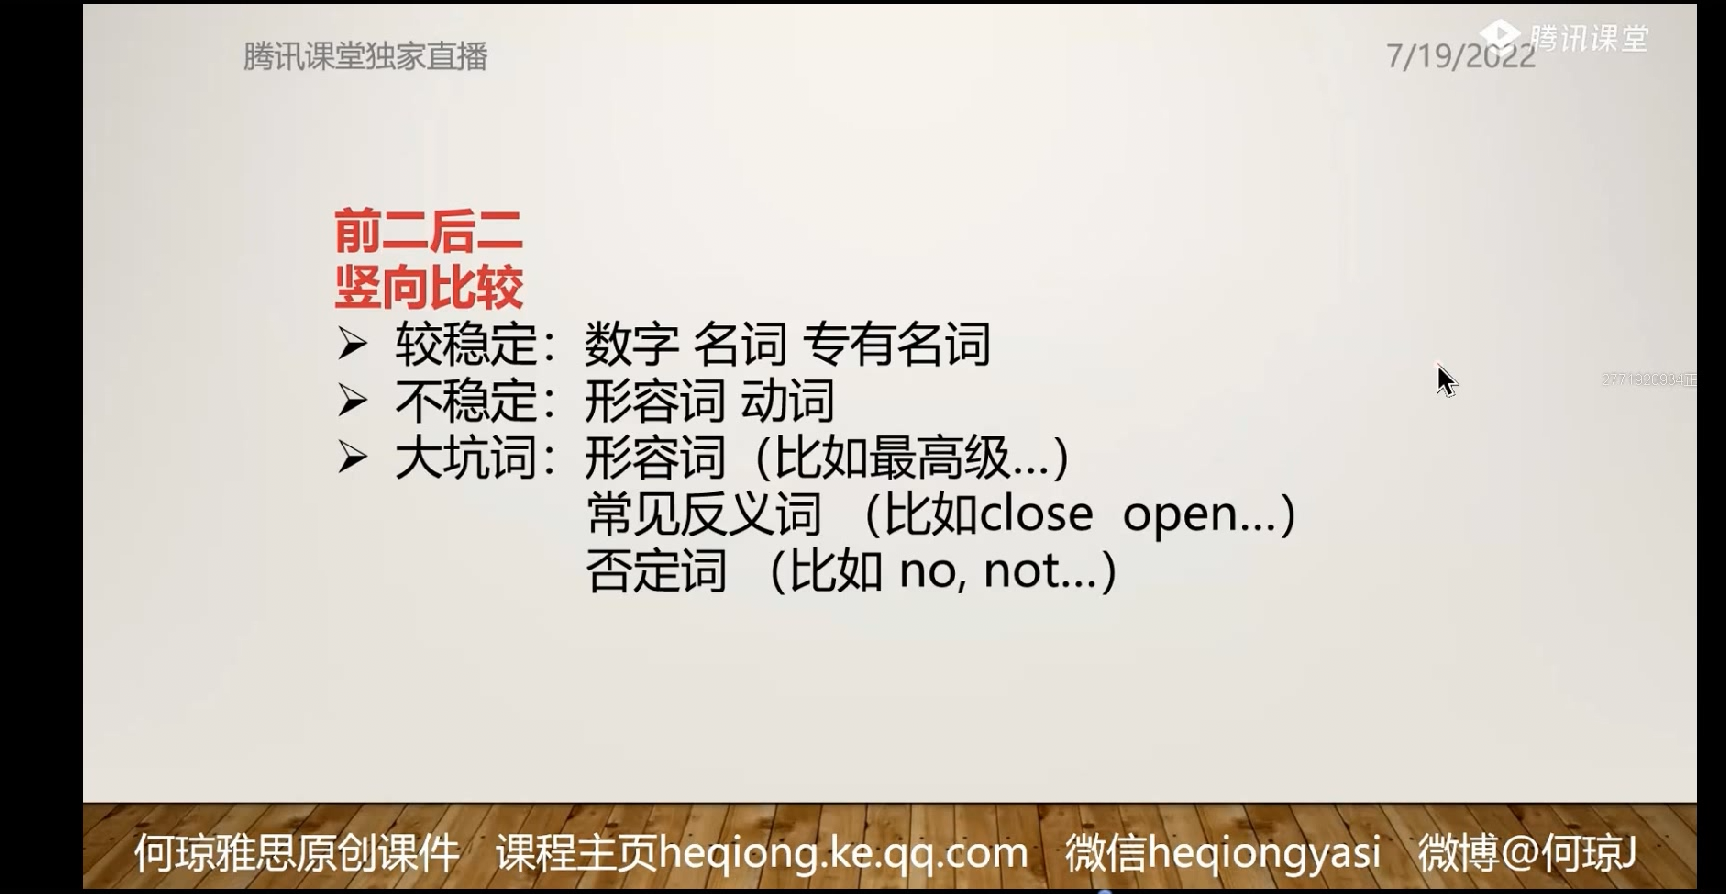 腾讯课堂独家直播
7/19/2022
腾讯课堂
前二后二
竖向比较
➢ 较稳定：数字 名词 专有名词
➢ 不稳定：形容词 动词
➢ 大坑词：形容词（比如最高级...）
常见反义词 （比如close open...）
否定词 （比如 no, not...）
何琼雅思原创课件 课程主页heqiong.ke.qq.com 微信heqiongyasi 微博@何琼J